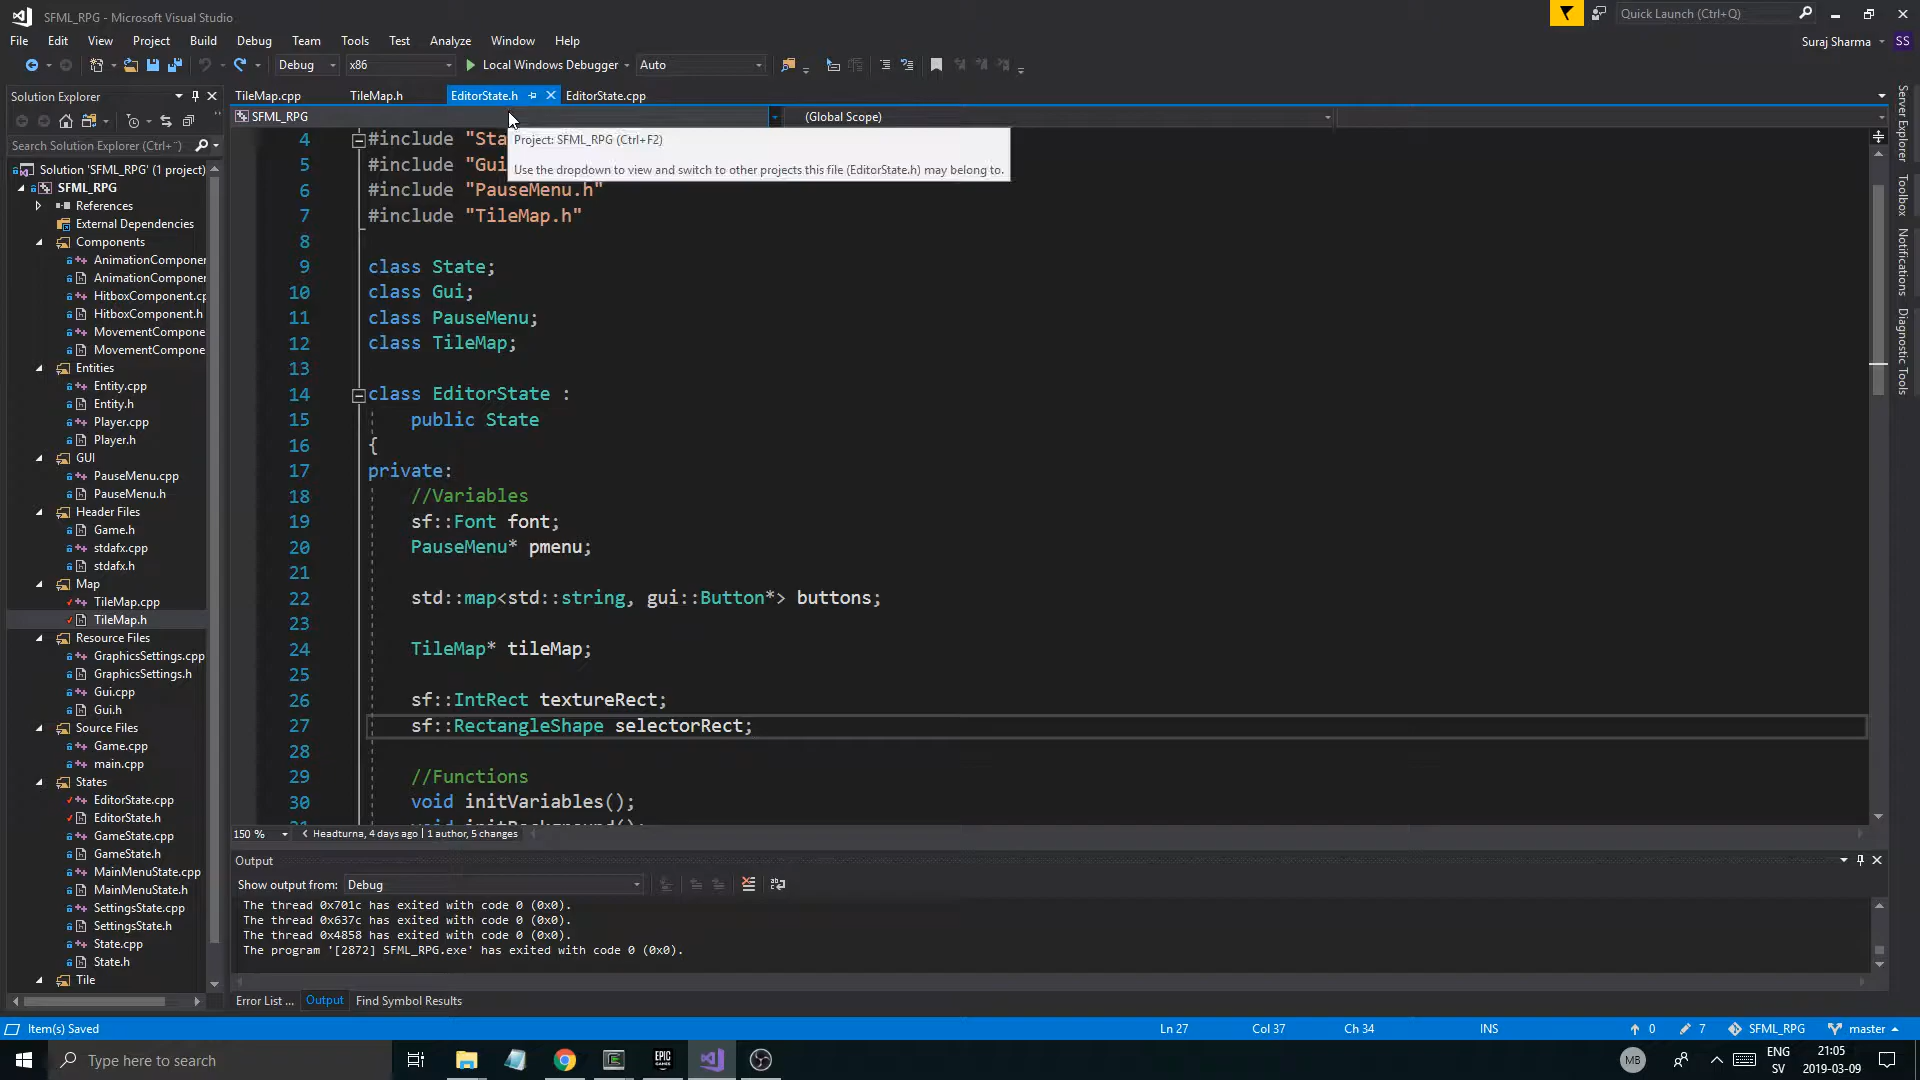 SFML_RPG - Microsoft Visual Studio
Quick Launch (Ctrl+Q)
File Edit View Project Build Debug Team Tools Test Analyze Window Help
Suraj Sharma SS
Debug x86 Local Windows Debugger Auto
Solution Explorer
TileMap.cpp TileMap.h EditorState.h EditorState.cpp
SFML_RPG
(Global Scope)
Search Solution Explorer (Ctrl+¨)
Solution 'SFML_RPG' (1 project)
SFML_RPG
References
External Dependencies
Components
AnimationComponer
AnimationComponer
HitboxComponent.cp
HitboxComponent.h
MovementCompone
MovementCompone
Entities
Entity.cpp
Entity.h
Player.cpp
Player.h
GUI
PauseMenu.cpp
PauseMenu.h
Header Files
Game.h
stdafx.cpp
stdafx.h
Map
TileMap.cpp
TileMap.h
Resource Files
GraphicsSettings.cpp
GraphicsSettings.h
Gui.cpp
Gui.h
Source Files
Game.cpp
main.cpp
States
EditorState.cpp
EditorState.h
GameState.cpp
GameState.h
MainMenuState.cpp
MainMenuState.h
SettingsState.cpp
SettingsState.h
State.cpp
State.h
Tile
4 #include "Sta
Project: SFML_RPG (Ctrl+F2)
5 #include "Gui
Use the dropdown to view and switch to other projects this file (EditorState.h) may belong to.
6 #include "PauseMenu.h"
7 #include "TileMap.h"
8
9 class State;
10 class Gui;
11 class PauseMenu;
12 class TileMap;
13
14 class EditorState :
15 public State
16 {
17 private:
18 //Variables
19 sf::Font font;
20 PauseMenu* pmenu;
21
22 std::map<std::string, gui::Button*> buttons;
23
24 TileMap* tileMap;
25
26 sf::IntRect textureRect;
27 sf::RectangleShape selectorRect;
28
29 //Functions
30 void initVariables();
31 void initBackground();
150 % Headturna, 4 days ago | 1 author, 5 changes
Output
Show output from: Debug
The thread 0x701c has exited with code 0 (0x0).
The thread 0x637c has exited with code 0 (0x0).
The thread 0x4858 has exited with code 0 (0x0).
The program '[2872] SFML_RPG.exe' has exited with code 0 (0x0).
Error List ... Output Find Symbol Results
Item(s) Saved Ln 27 Col 37 Ch 34 INS 0 7 SFML_RPG master
Type here to search
EPIC GAMES
MB
ENG
SV
21:05
2019-03-09
Server Explorer
Toolbox
Notifications
Diagnostic Tools